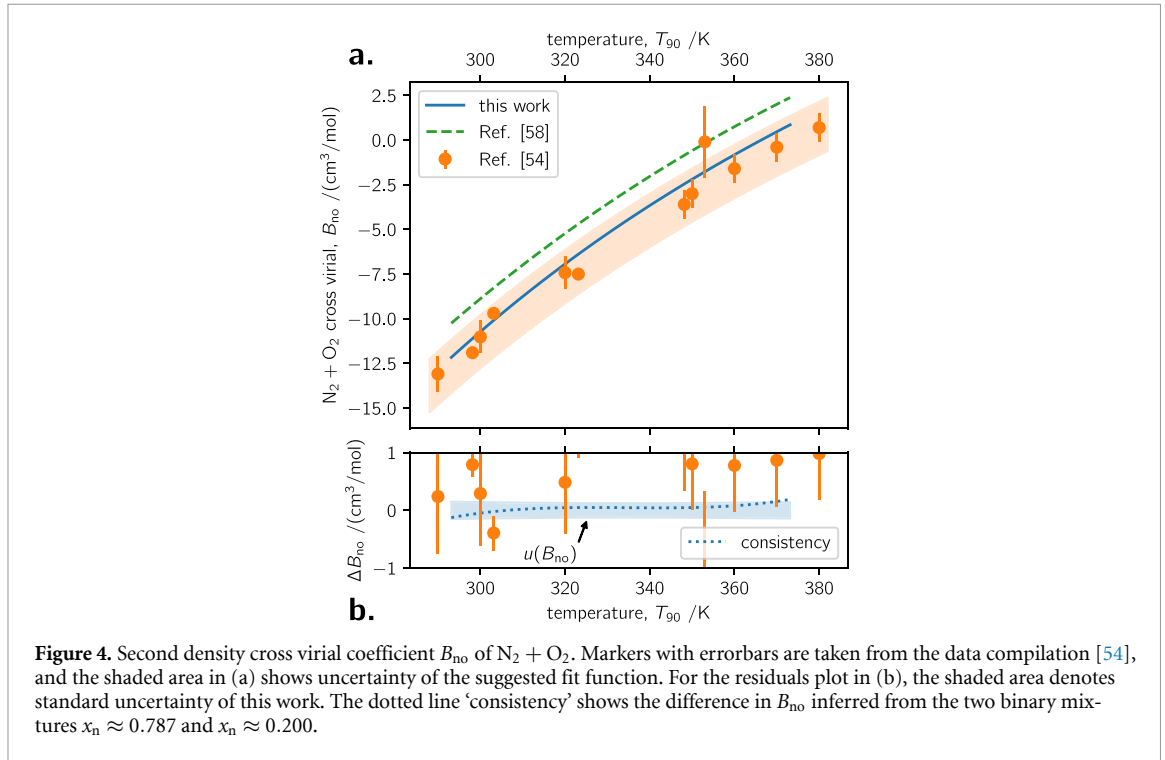 temperature, T₉₀ /K
a.
300 320 340 360 380
2.5
0.0
−2.5
−5.0
−7.5
−10.0
−12.5
−15.0
N₂ + O₂ cross virial, Bₙₒ /(cm³/mol)
this work
Ref. [58]
Ref. [54]
1
0
−1
ΔBₙₒ /(cm³/mol)
u(Bₙₒ)
consistency
300 320 340 360 380
temperature, T₉₀ /K
b.
Figure 4. Second density cross virial coefficient Bₙₒ of N₂ + O₂. Markers with errorbars are taken from the data compilation [54],
and the shaded area in (a) shows uncertainty of the suggested fit function. For the residuals plot in (b), the shaded area denotes
standard uncertainty of this work. The dotted line ‘consistency’ shows the difference in Bₙₒ inferred from the two binary mix-
tures xₙ ≈ 0.787 and xₙ ≈ 0.200.